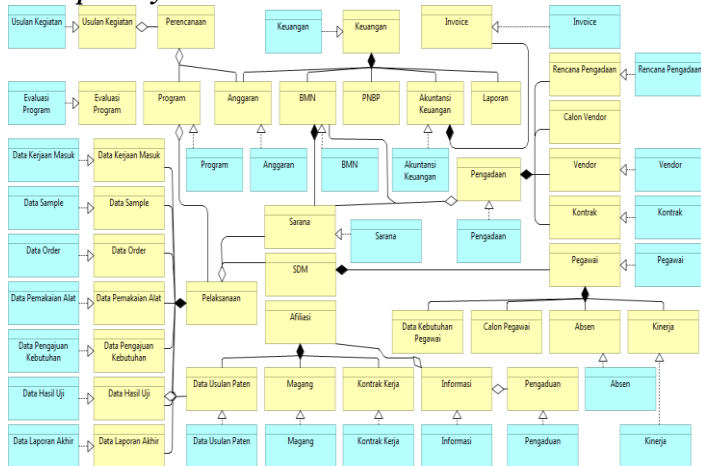 Usulan Kegiatan
Usulan Kegiatan
Perencanaan
Keuangan
Keuangan
Invoice
Invoice
Evaluasi
Program
Evaluasi
Program
Program
Anggaran
BMN
PNBP
Akuntansi
Keuangan
Laporan
Rencana Pengadaan
Rencana Pengadaan
Calon Vendor
Data Kerjaan Masuk
Data Kerjaan Masuk
Program
Anggaran
BMN
Akuntansi
Keuangan
Pengadaan
Vendor
Vendor
Data Sample
Data Sample
Sarana
Sarana
Pengadaan
Kontrak
Kontrak
Data Order
Data Order
SDM
Pegawai
Pegawai
Data Pemakaian Alat
Data Pemakaian Alat
Pelaksanaan
Afiliasi
Data Kebutuhan
Pegawai
Calon Pegawai
Absen
Kinerja
Data Pengajuan
Kebutuhan
Data Pengajuan
Kebutuhan
Data Hasil Uji
Data Hasil Uji
Data Usulan Paten
Magang
Kontrak Kerja
Informasi
Pengaduan
Absen
Data Laporan Akhir
Data Laporan Akhir
Data Usulan Paten
Magang
Kontrak Kerja
Informasi
Pengaduan
Kinerja